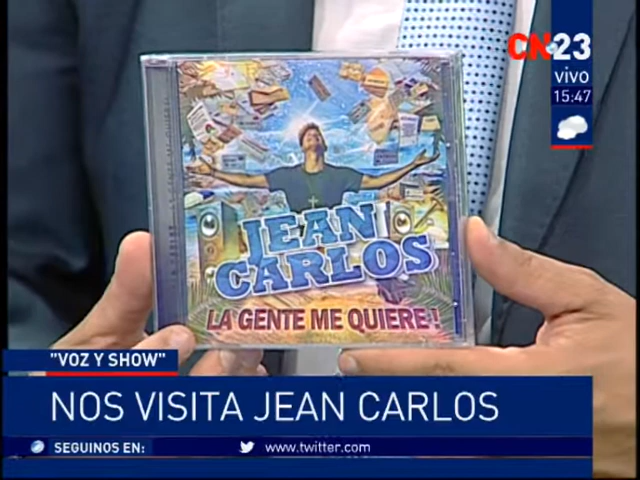 CN23
vivo
15:47
JEAN
CARLOS
LA GENTE ME QUIERE!
"VOZ Y SHOW"
NOS VISITA JEAN CARLOS
SEGUINOS EN:
www.twitter.com